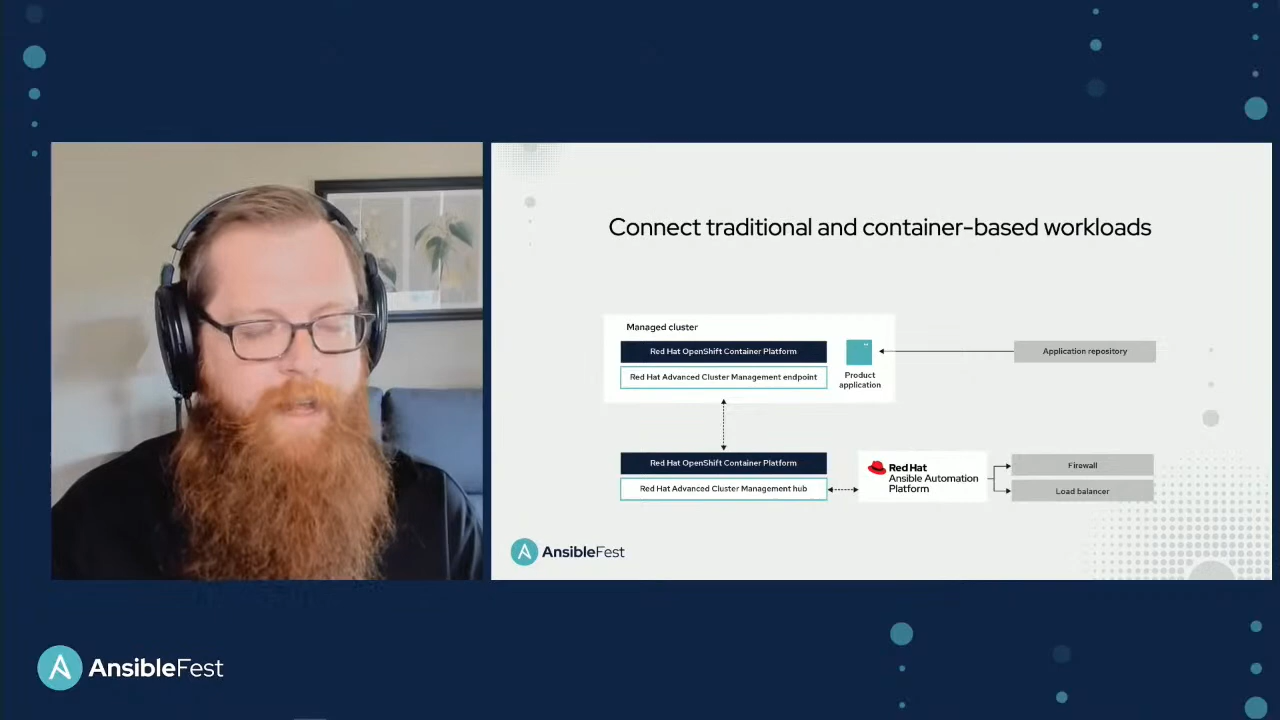 Connect traditional and container-based workloads
Managed cluster
Red Hat OpenShift Container Platform
Red Hat Advanced Cluster Management endpoint
Product
application
Application repository
Red Hat OpenShift Container Platform
Red Hat Advanced Cluster Management hub
Red Hat
Ansible Automation
Platform
Firewall
Load balancer
AnsibleFest
AnsibleFest